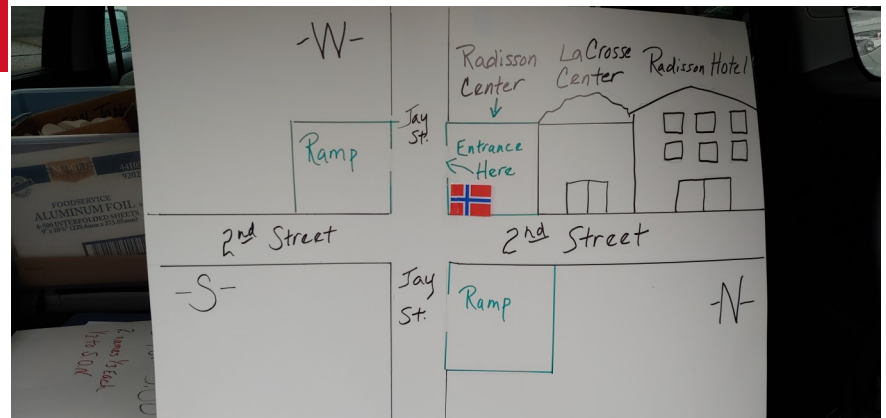 -W-
Radisson
Center
LaCrosse
Center
Radisson Hotel
Jay
St.
Ramp
Entrance
Here
2nd Street
2nd Street
-S-
Jay
St.
Ramp
-N-
FOODSERVICE
ALUMINUM FOIL